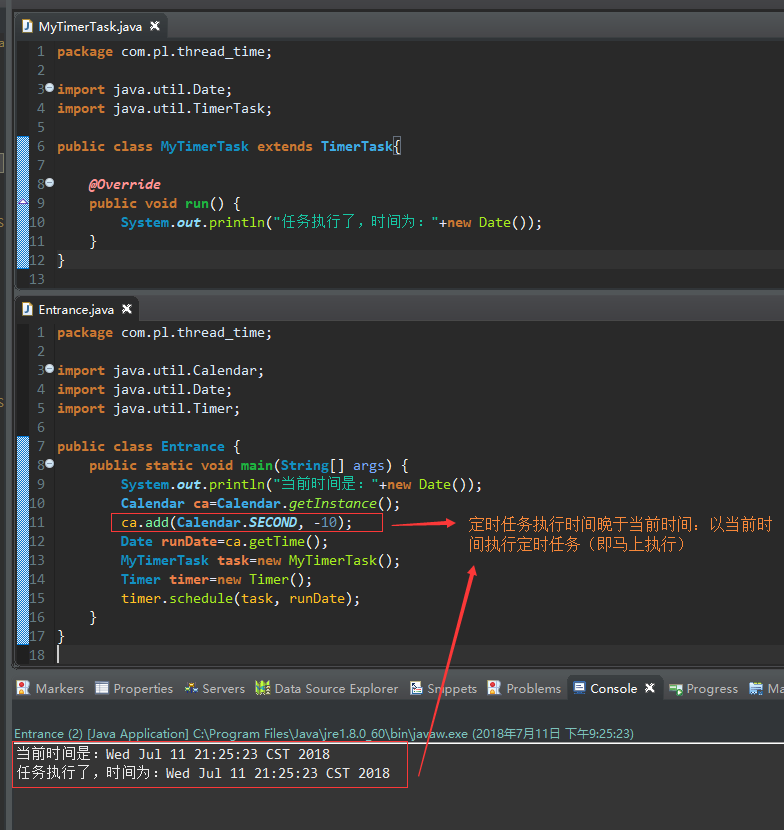 MyTimerTask.java
1 package com.pl.thread_time;
2
3 import java.util.Date;
4 import java.util.TimerTask;
5
6 public class MyTimerTask extends TimerTask{
7
8 @Override
9 public void run() {
10 System.out.println("任务执行了，时间为："+new Date());
11 }
12 }
13
Entrance.java
1 package com.pl.thread_time;
2
3 import java.util.Calendar;
4 import java.util.Date;
5 import java.util.Timer;
6
7 public class Entrance {
8 public static void main(String[] args) {
9 System.out.println("当前时间是："+new Date());
10 Calendar ca=Calendar.getInstance();
11 ca.add(Calendar.SECOND, -10);
12 Date runDate=ca.getTime();
13 MyTimerTask task=new MyTimerTask();
14 Timer timer=new Timer();
15 timer.schedule(task, runDate);
16 }
17 }
18
定时任务执行时间晚于当前时间：以当前时
间执行定时任务（即马上执行）
Markers Properties Servers Data Source Explorer Snippets Problems Console Progress Ma
Entrance (2) [Java Application] C:\Program Files\Java\jre1.8.0_60\bin\javaw.exe (2018年7月11日 下午9:25:23)
当前时间是：Wed Jul 11 21:25:23 CST 2018
任务执行了，时间为：Wed Jul 11 21:25:23 CST 2018